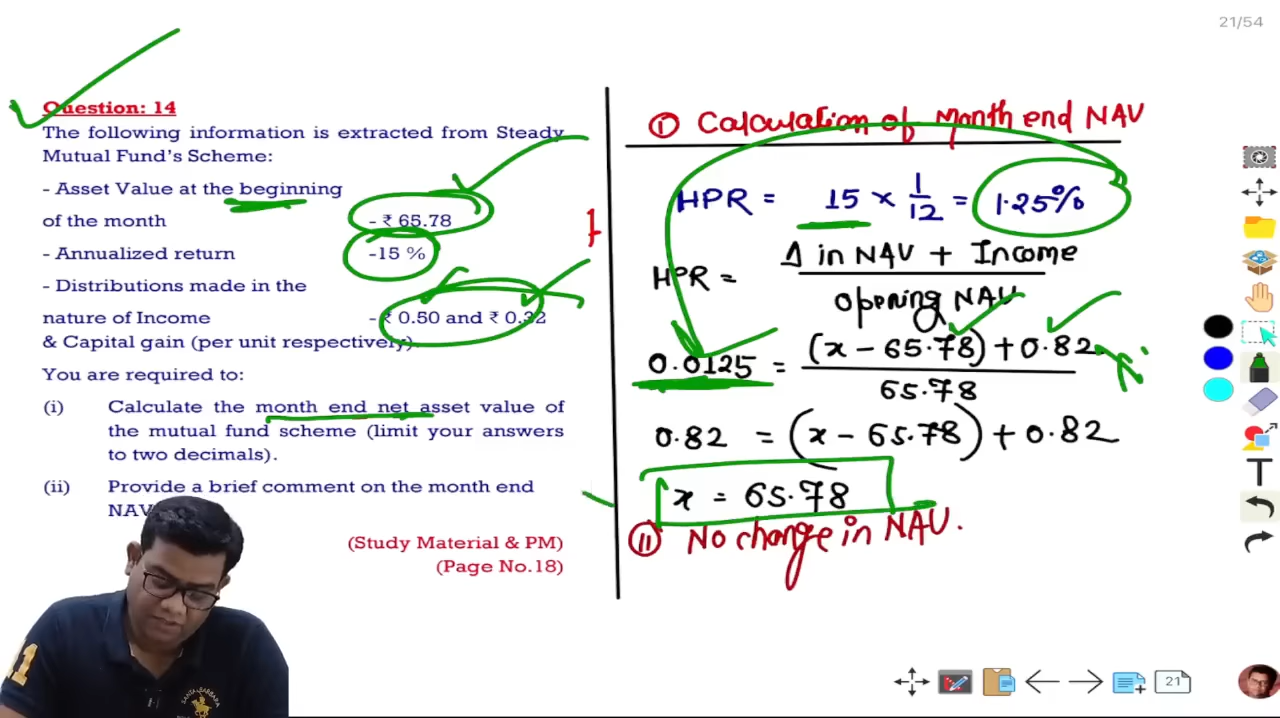 21/54
Question: 14
The following information is extracted from Steady
Mutual Fund's Scheme:
- Asset Value at the beginning
of the month - ₹ 65.78
- Annualized return -15 %
- Distributions made in the
nature of Income - ₹ 0.50 and ₹ 0.32
& Capital gain (per unit respectively)
You are required to:
(i) Calculate the month end net asset value of
the mutual fund scheme (limit your answers
to two decimals).
(ii) Provide a brief comment on the month end
NAV
(Study Material & PM)
(Page No.18)
① Calculation of Month end NAV
HPR = 15 × 1/12 = 1.25%
HPR = Δ in NAV + Income
opening NAV
0.0125 = (x - 65.78) + 0.82
65.78
0.82 = (x - 65.78) + 0.82
x = 65.78
ⓘⓘ No change in NAV.
T
21
11
SANTA BARBARA